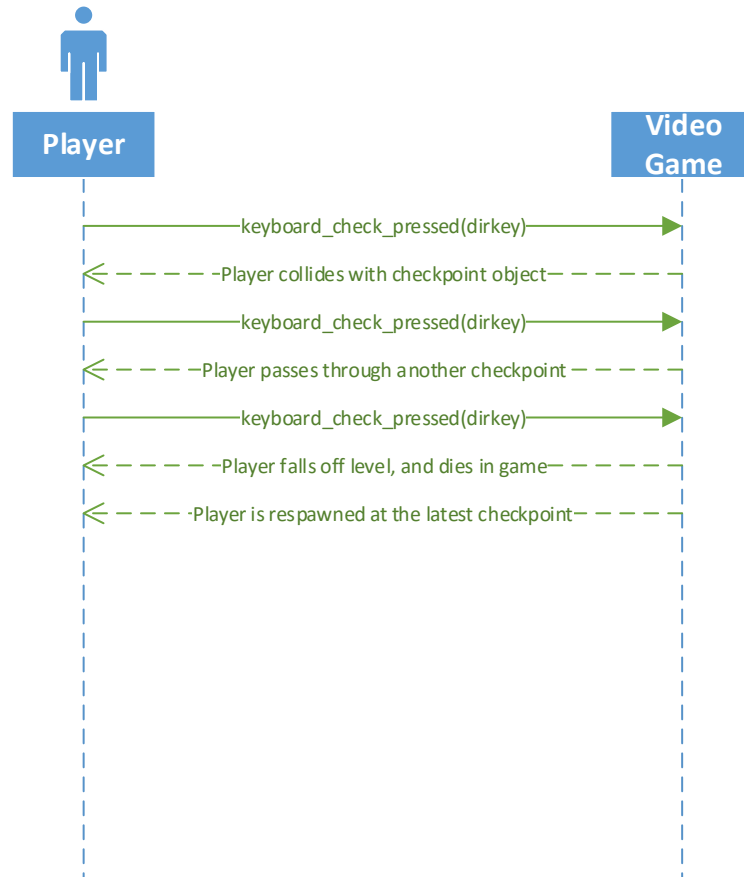 Player
Video
Game
keyboard_check_pressed(dirkey)
Player collides with checkpoint object
keyboard_check_pressed(dirkey)
Player passes through another checkpoint
keyboard_check_pressed(dirkey)
Player falls off level, and dies in game
Player is respawned at the latest checkpoint